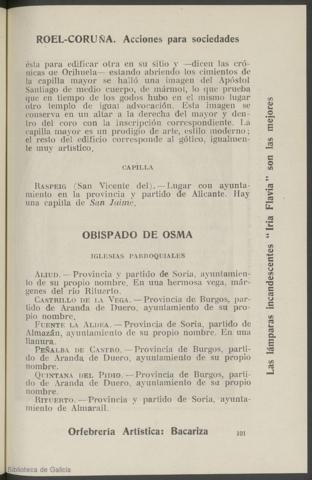 ROEL-CORUÑA. Acciones para sociedades
ésta para edificar otra en su sitio y —dicen las cró-
nicas de Orihuela— estando abriendo los cimientos
de la capilla mayor se halló una imagen del Apóstol
Santiago de medio cuerpo, de mármol, lo que prueba
que en tiempo de los godos hubo en el mismo lugar
otro templo de igual advocación. Esta imagen se
conserva en un altar a la derecha del mayor y den-
tro del coro con la inscripción correspondiente. La
capilla mayor es un prodigio de arte, estilo moderno;
el resto del edificio corresponde al gótico, igualmen-
te muy artístico.
CAPILLA
RASPEIG (San Vicente del).—Lugar con ayunta-
miento en la provincia y partido de Alicante. Hay
una capilla de San Jaime.
OBISPADO DE OSMA
IGLESIAS PARROQUIALES
ALIUD.—Provincia y partido de Soria, ayuntamien-
to de su propio nombre. En una hermosa vega, már-
genes del río Rituerto.
CASTRILLO DE LA VEGA.—Provincia de Burgos, par-
tido de Aranda de Duero, ayuntamiento de su pro-
pio nombre.
FUENTE LA ALDEA.—Provincia de Soria, partido de
Almazán, ayuntamiento de su propio nombre. En una
llanura.
PEÑALBA DE CASTRO.—Provincia de Burgos, parti-
do de Aranda de Duero, ayuntamiento de su propio
nombre.
QUINTANA DEL PIDIO.—Provincia de Burgos, parti-
do de Aranda de Duero, ayuntamiento de su propio
nombre.
RITUERTO.—Provincia y partido de Soria, ayunta-
miento de Almarail.
Orfebrería Artística: Bacariza
101
Las lámparas incandescentes "Iria Flavia" son las mejores
Biblioteca de Galicia